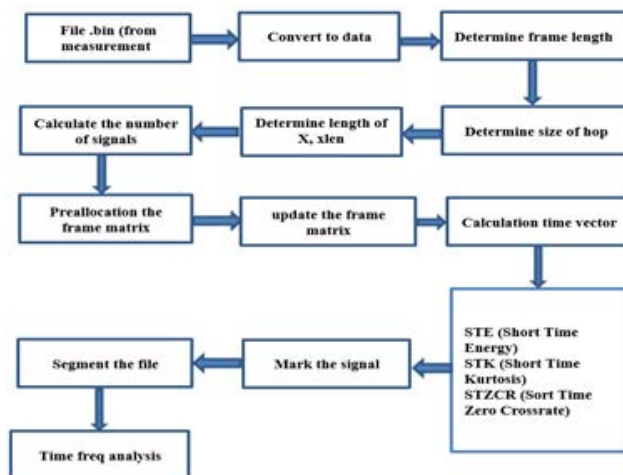 File .bin (from
measurement
Convert to data
Determine frame length
Calculate the number
of signals
Determine length of
X, xlen
Determine size of hop
Preallocation the
frame matrix
update the frame
matrix
Calculation time vector
STE (Short Time
Energy)
STK (Short Time
Kurtosis)
STZCR (Sort Time
Zero Crossrate)
Mark the signal
Segment the file
Time freq analysis